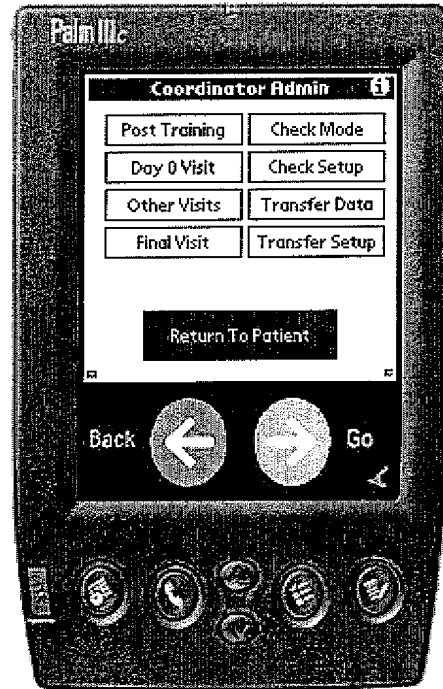 Palm IIIc
Coordinator Admin i
Post Training Check Mode
Day 0 Visit Check Setup
Other Visits Transfer Data
Final Visit Transfer Setup
Return To Patient
Back Go